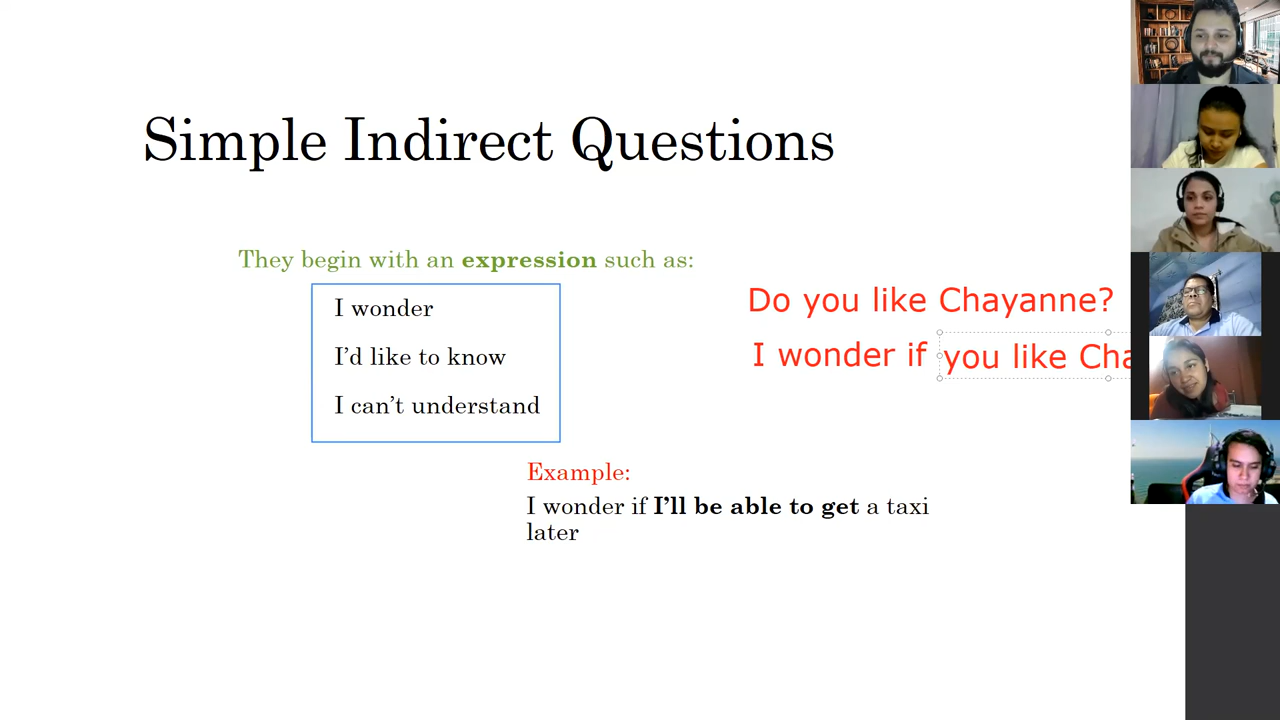 Simple Indirect Questions
They begin with an expression such as:
I wonder
I'd like to know
I can't understand
Do you like Chayanne?
I wonder if you like Cha
Example:
I wonder if I'll be able to get a taxi
later